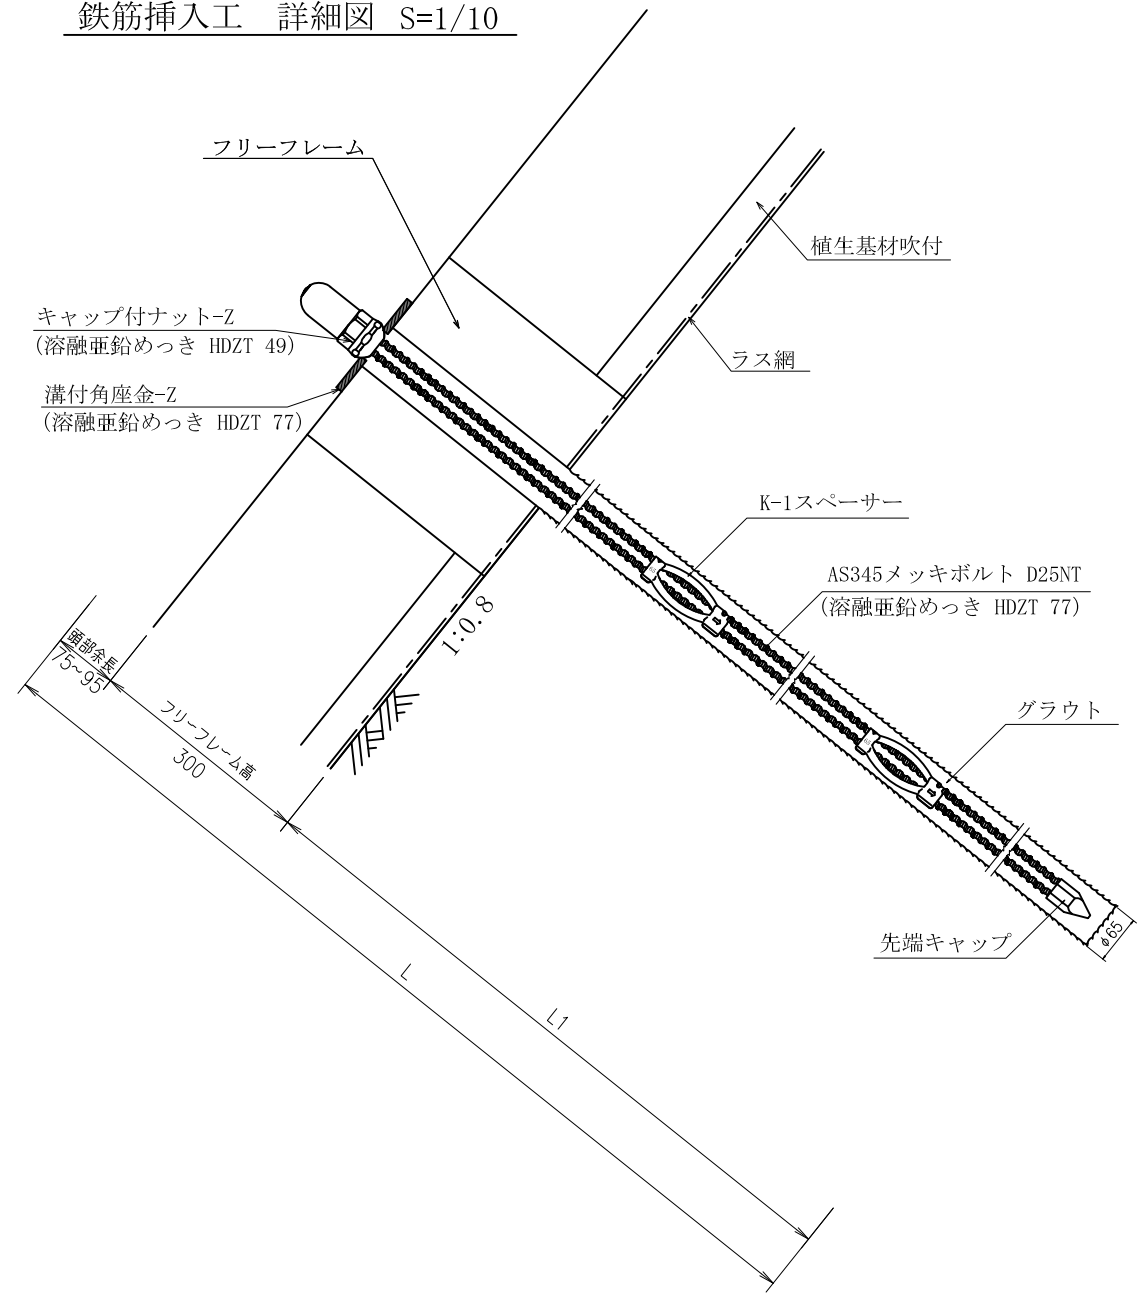 鉄筋挿入工　詳細図 S=1/10
フリーフレーム
植生基材吹付
キャップ付ナット-Z
(溶融亜鉛めっき HDZT 49)
ラス網
溝付角座金-Z
(溶融亜鉛めっき HDZT 77)
K-1スペーサー
AS345メッキボルト D25NT
(溶融亜鉛めっき HDZT 77)
1:0.8
頭部余長
75~95
フリーフレーム高
300
グラウト
先端キャップ
φ65
L
L1